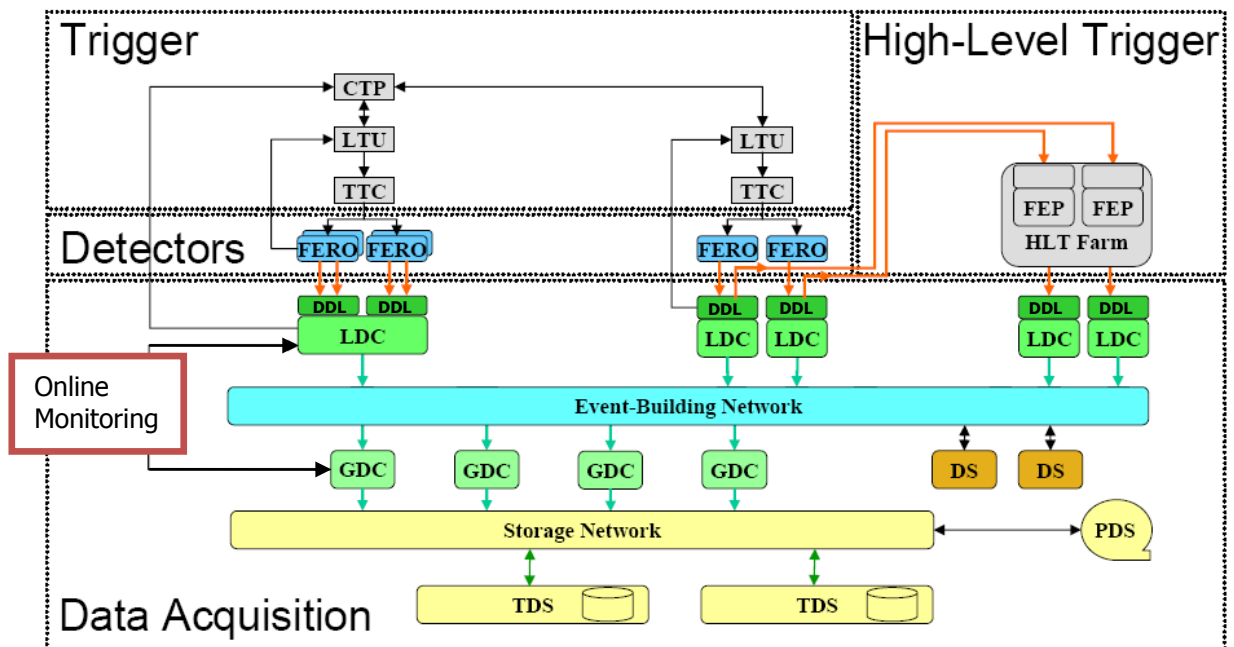 Trigger
High-Level Trigger
CTP
LTU
LTU
TTC
TTC
FEP FEP
HLT Farm
Detectors
FERO FERO
FERO FERO
DDL DDL
LDC
DDL DDL
LDC LDC
DDL DDL
LDC LDC
Online
Monitoring
Event-Building Network
GDC GDC GDC GDC
DS DS
Storage Network
PDS
TDS TDS
Data Acquisition